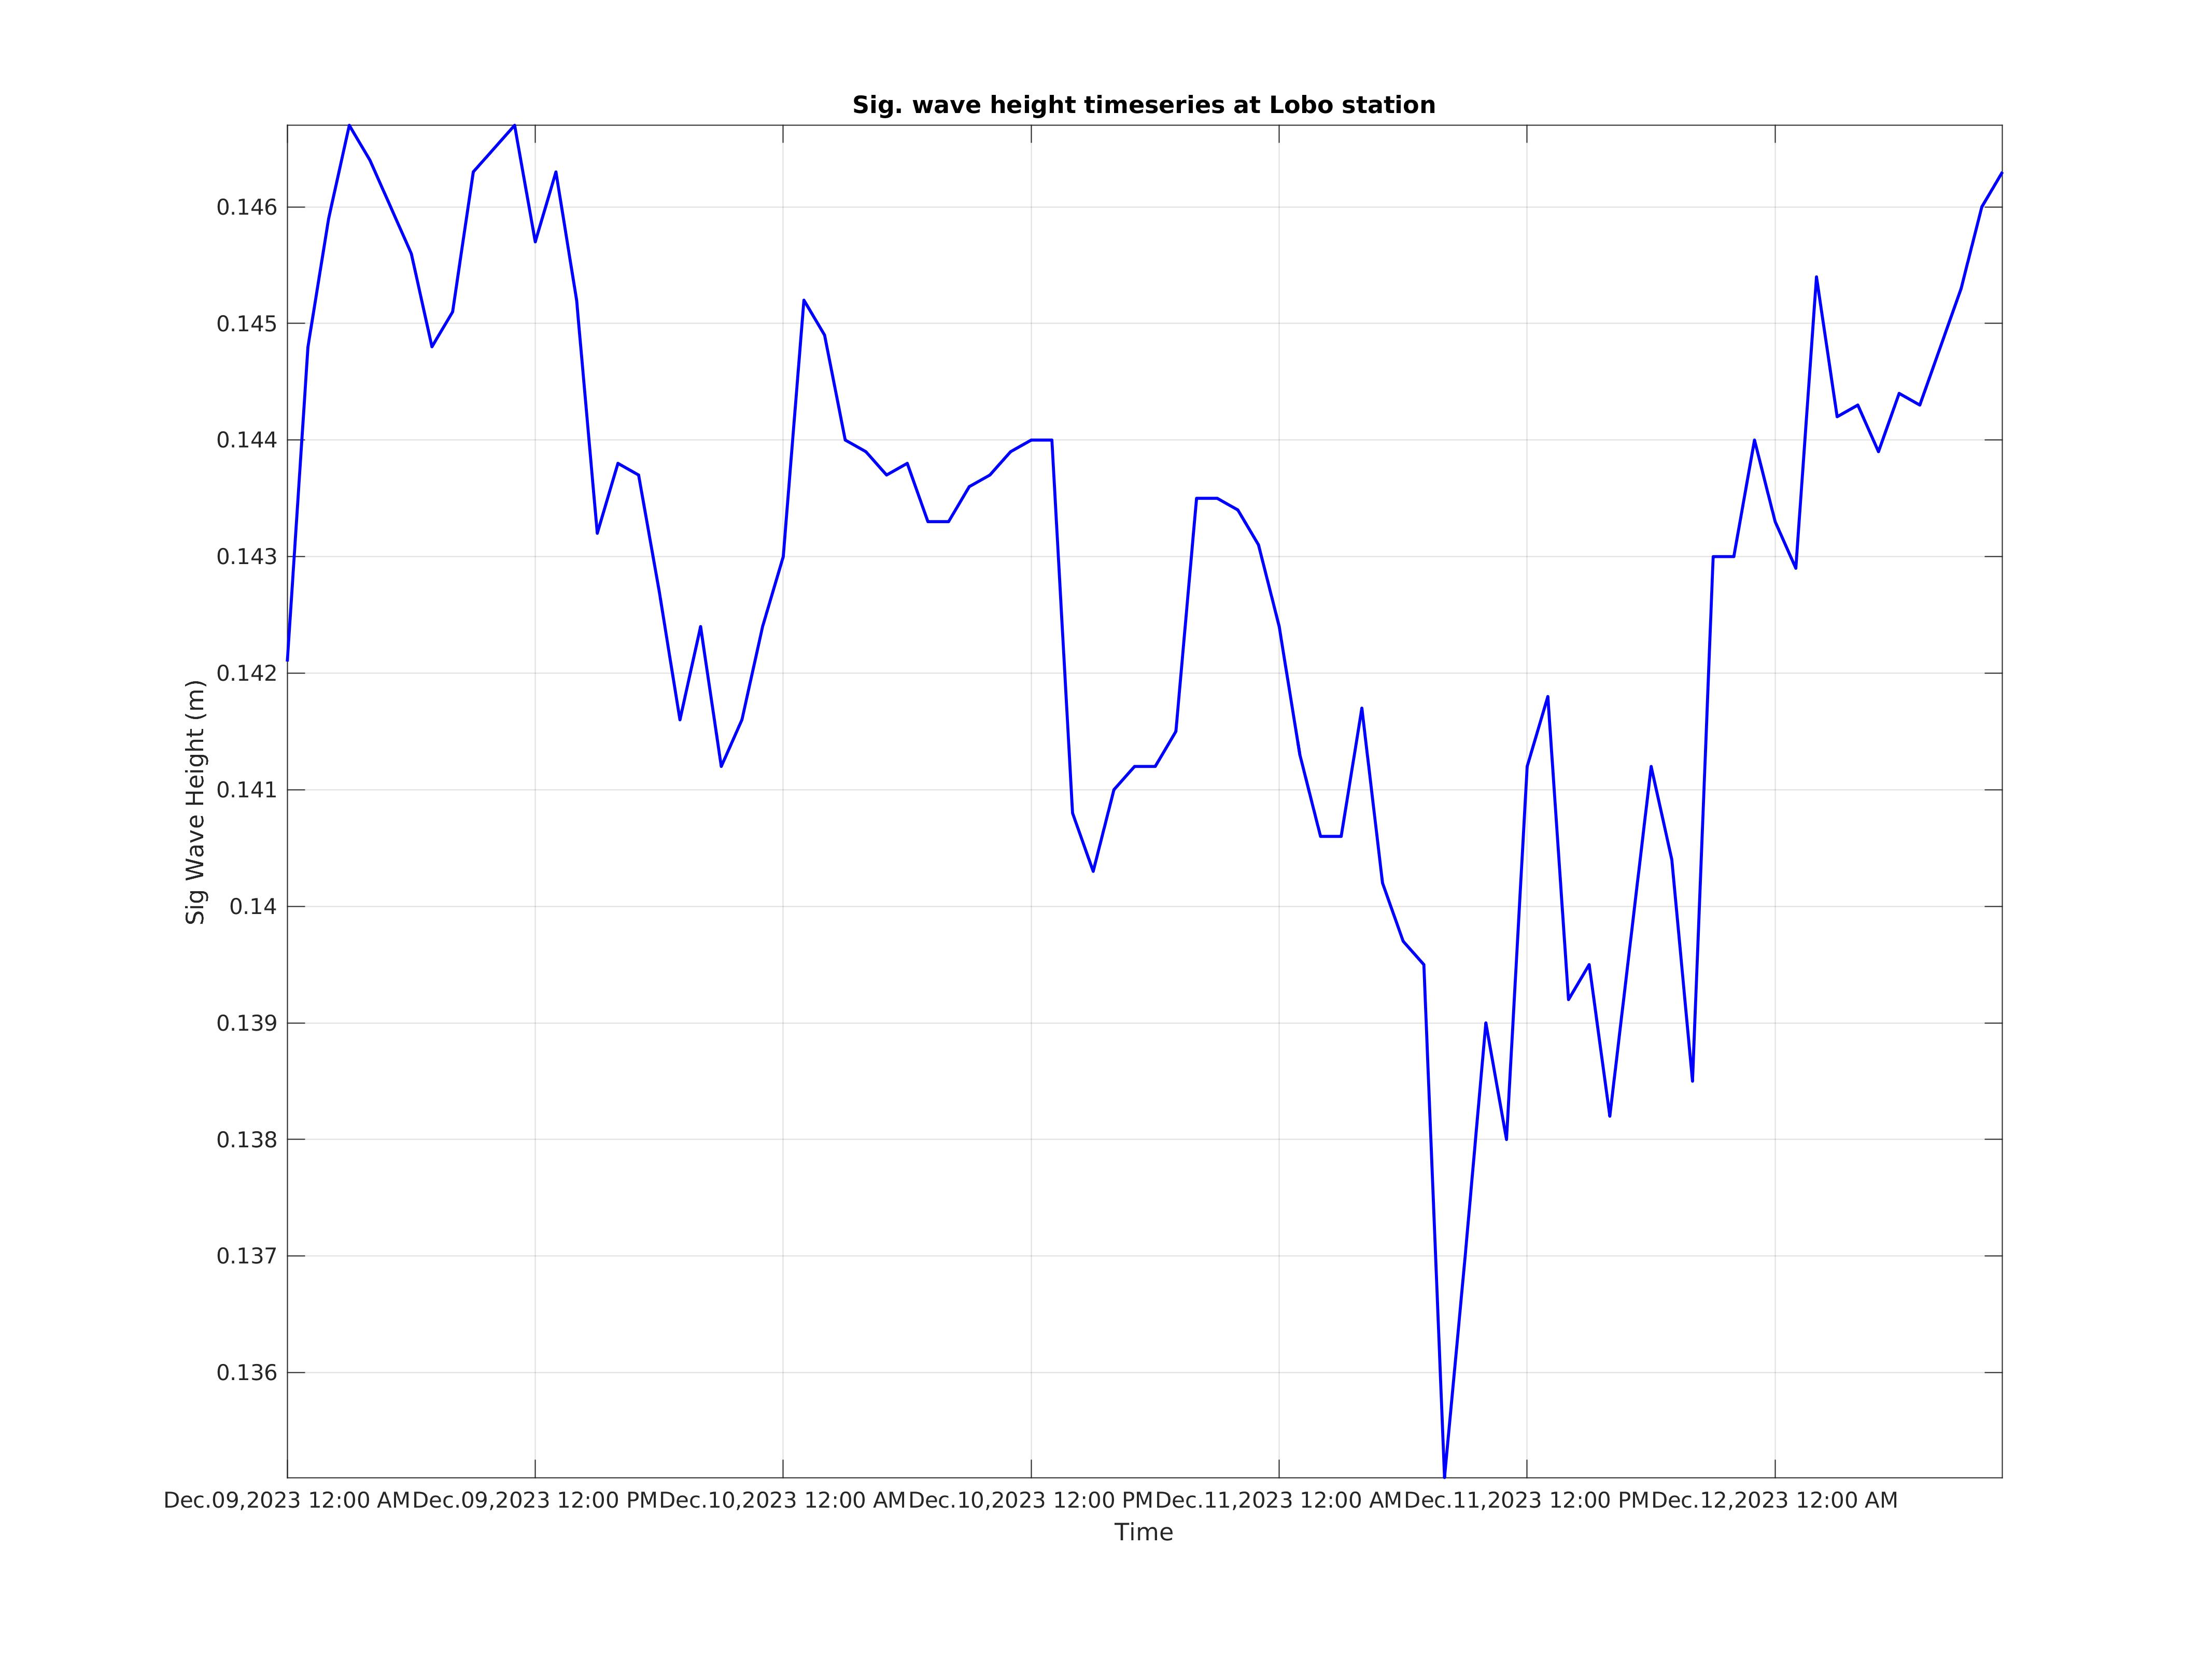 Sig. wave height timeseries at Lobo station
0.146
0.145
0.144
0.143
0.142
0.141
0.14
0.139
0.138
0.137
0.136
Sig Wave Height (m)
Dec.09,2023 12:00 AM Dec.09,2023 12:00 PM Dec.10,2023 12:00 AM Dec.10,2023 12:00 PM Dec.11,2023 12:00 AM Dec.11,2023 12:00 PM Dec.12,2023 12:00 AM
Time